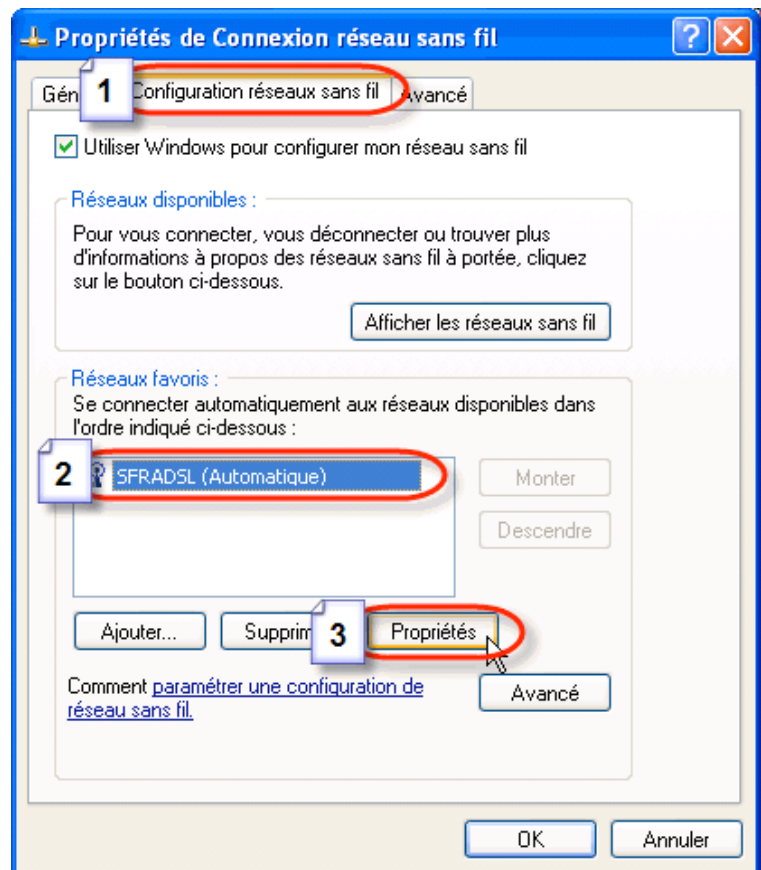 Propriétés de Connexion réseau sans fil
Gén 1 Configuration réseaux sans fil Avancé
Utiliser Windows pour configurer mon réseau sans fil
Réseaux disponibles :
Pour vous connecter, vous déconnecter ou trouver plus
d'informations à propos des réseaux sans fil à portée, cliquez
sur le bouton ci-dessous.
Afficher les réseaux sans fil
Réseaux favoris :
Se connecter automatiquement aux réseaux disponibles dans
l'ordre indiqué ci-dessous :
2 SFRADSL (Automatique)
Monter
Descendre
Ajouter... Supprim 3 Propriétés
Comment paramétrer une configuration de
réseau sans fil.
Avancé
OK Annuler